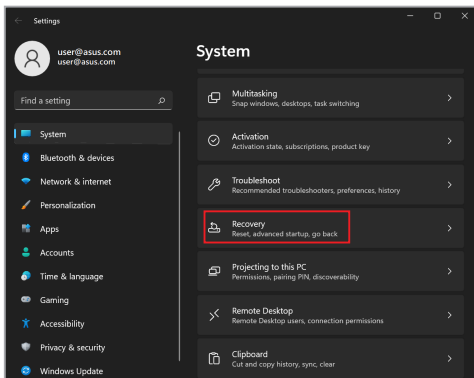 Settings
user@asus.com
user@asus.com
Find a setting
System
Bluetooth & devices
Network & internet
Personalization
Apps
Accounts
Time & language
Gaming
Accessibility
Privacy & security
Windows Update
System
Multitasking
Snap windows, desktops, task switching
Activation
Activation state, subscriptions, product key
Troubleshoot
Recommended troubleshooters, preferences, history
Recovery
Reset, advanced startup, go back
Projecting to this PC
Permissions, pairing PIN, discoverability
Remote Desktop
Remote Desktop users, connection permissions
Clipboard
Cut and copy history, sync, clear